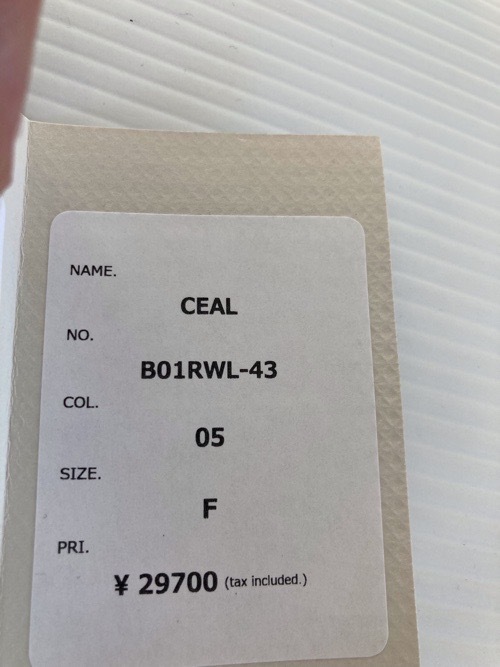 NAME.
CEAL
NO.
B01RWL-43
COL.
05
SIZE.
F
PRI.
¥ 29700 (tax included.)